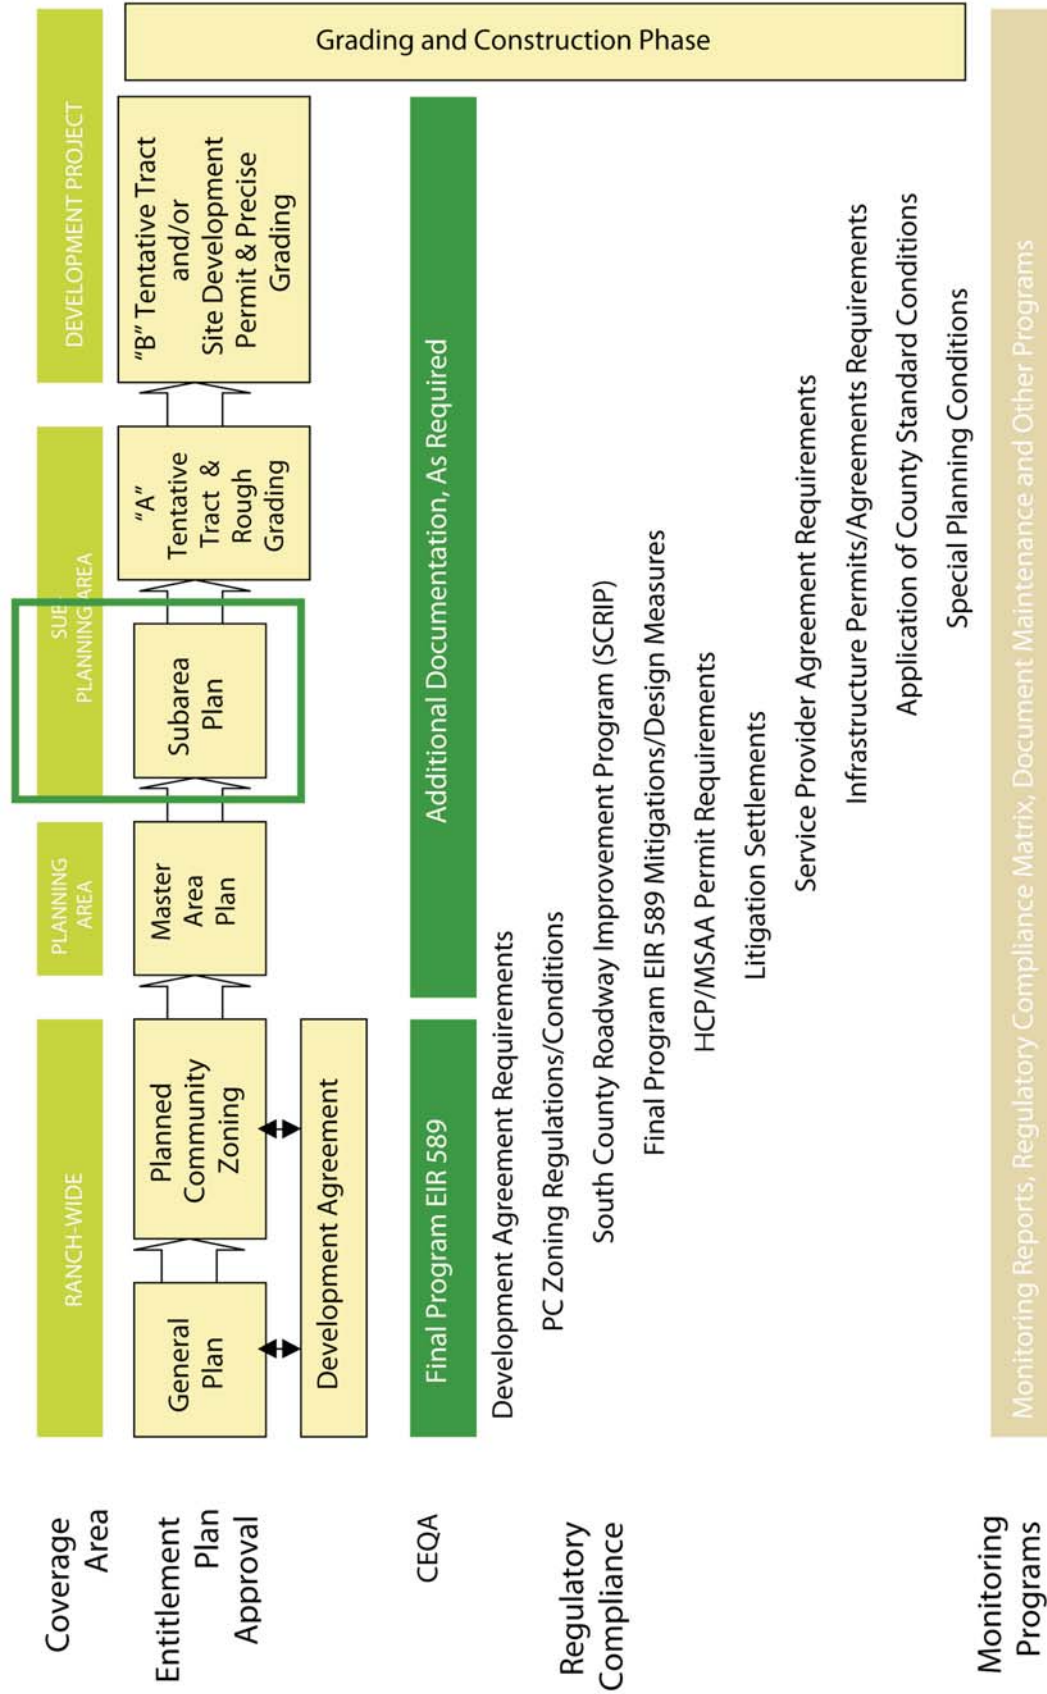 Coverage
Area
RANCH-WIDE
PLANNING
AREA
SUB-
PLANNING AREA
DEVELOPMENT PROJECT
Entitlement
Plan
Approval
General
Plan
Planned
Community
Zoning
Master
Area
Plan
Subarea
Plan
"A"
Tentative
Tract &
Rough
Grading
"B" Tentative Tract
and/or
Site Development
Permit & Precise
Grading
Grading and Construction Phase
Development Agreement
CEQA
Final Program EIR 589
Additional Documentation, As Required
Regulatory
Compliance
Development Agreement Requirements
PC Zoning Regulations/Conditions
South County Roadway Improvement Program (SCRIP)
Final Program EIR 589 Mitigations/Design Measures
HCP/MSAA Permit Requirements
Litigation Settlements
Service Provider Agreement Requirements
Infrastructure Permits/Agreements Requirements
Application of County Standard Conditions
Special Planning Conditions
Monitoring
Programs
Monitoring Reports, Regulatory Compliance Matrix, Document Maintenance and Other Programs